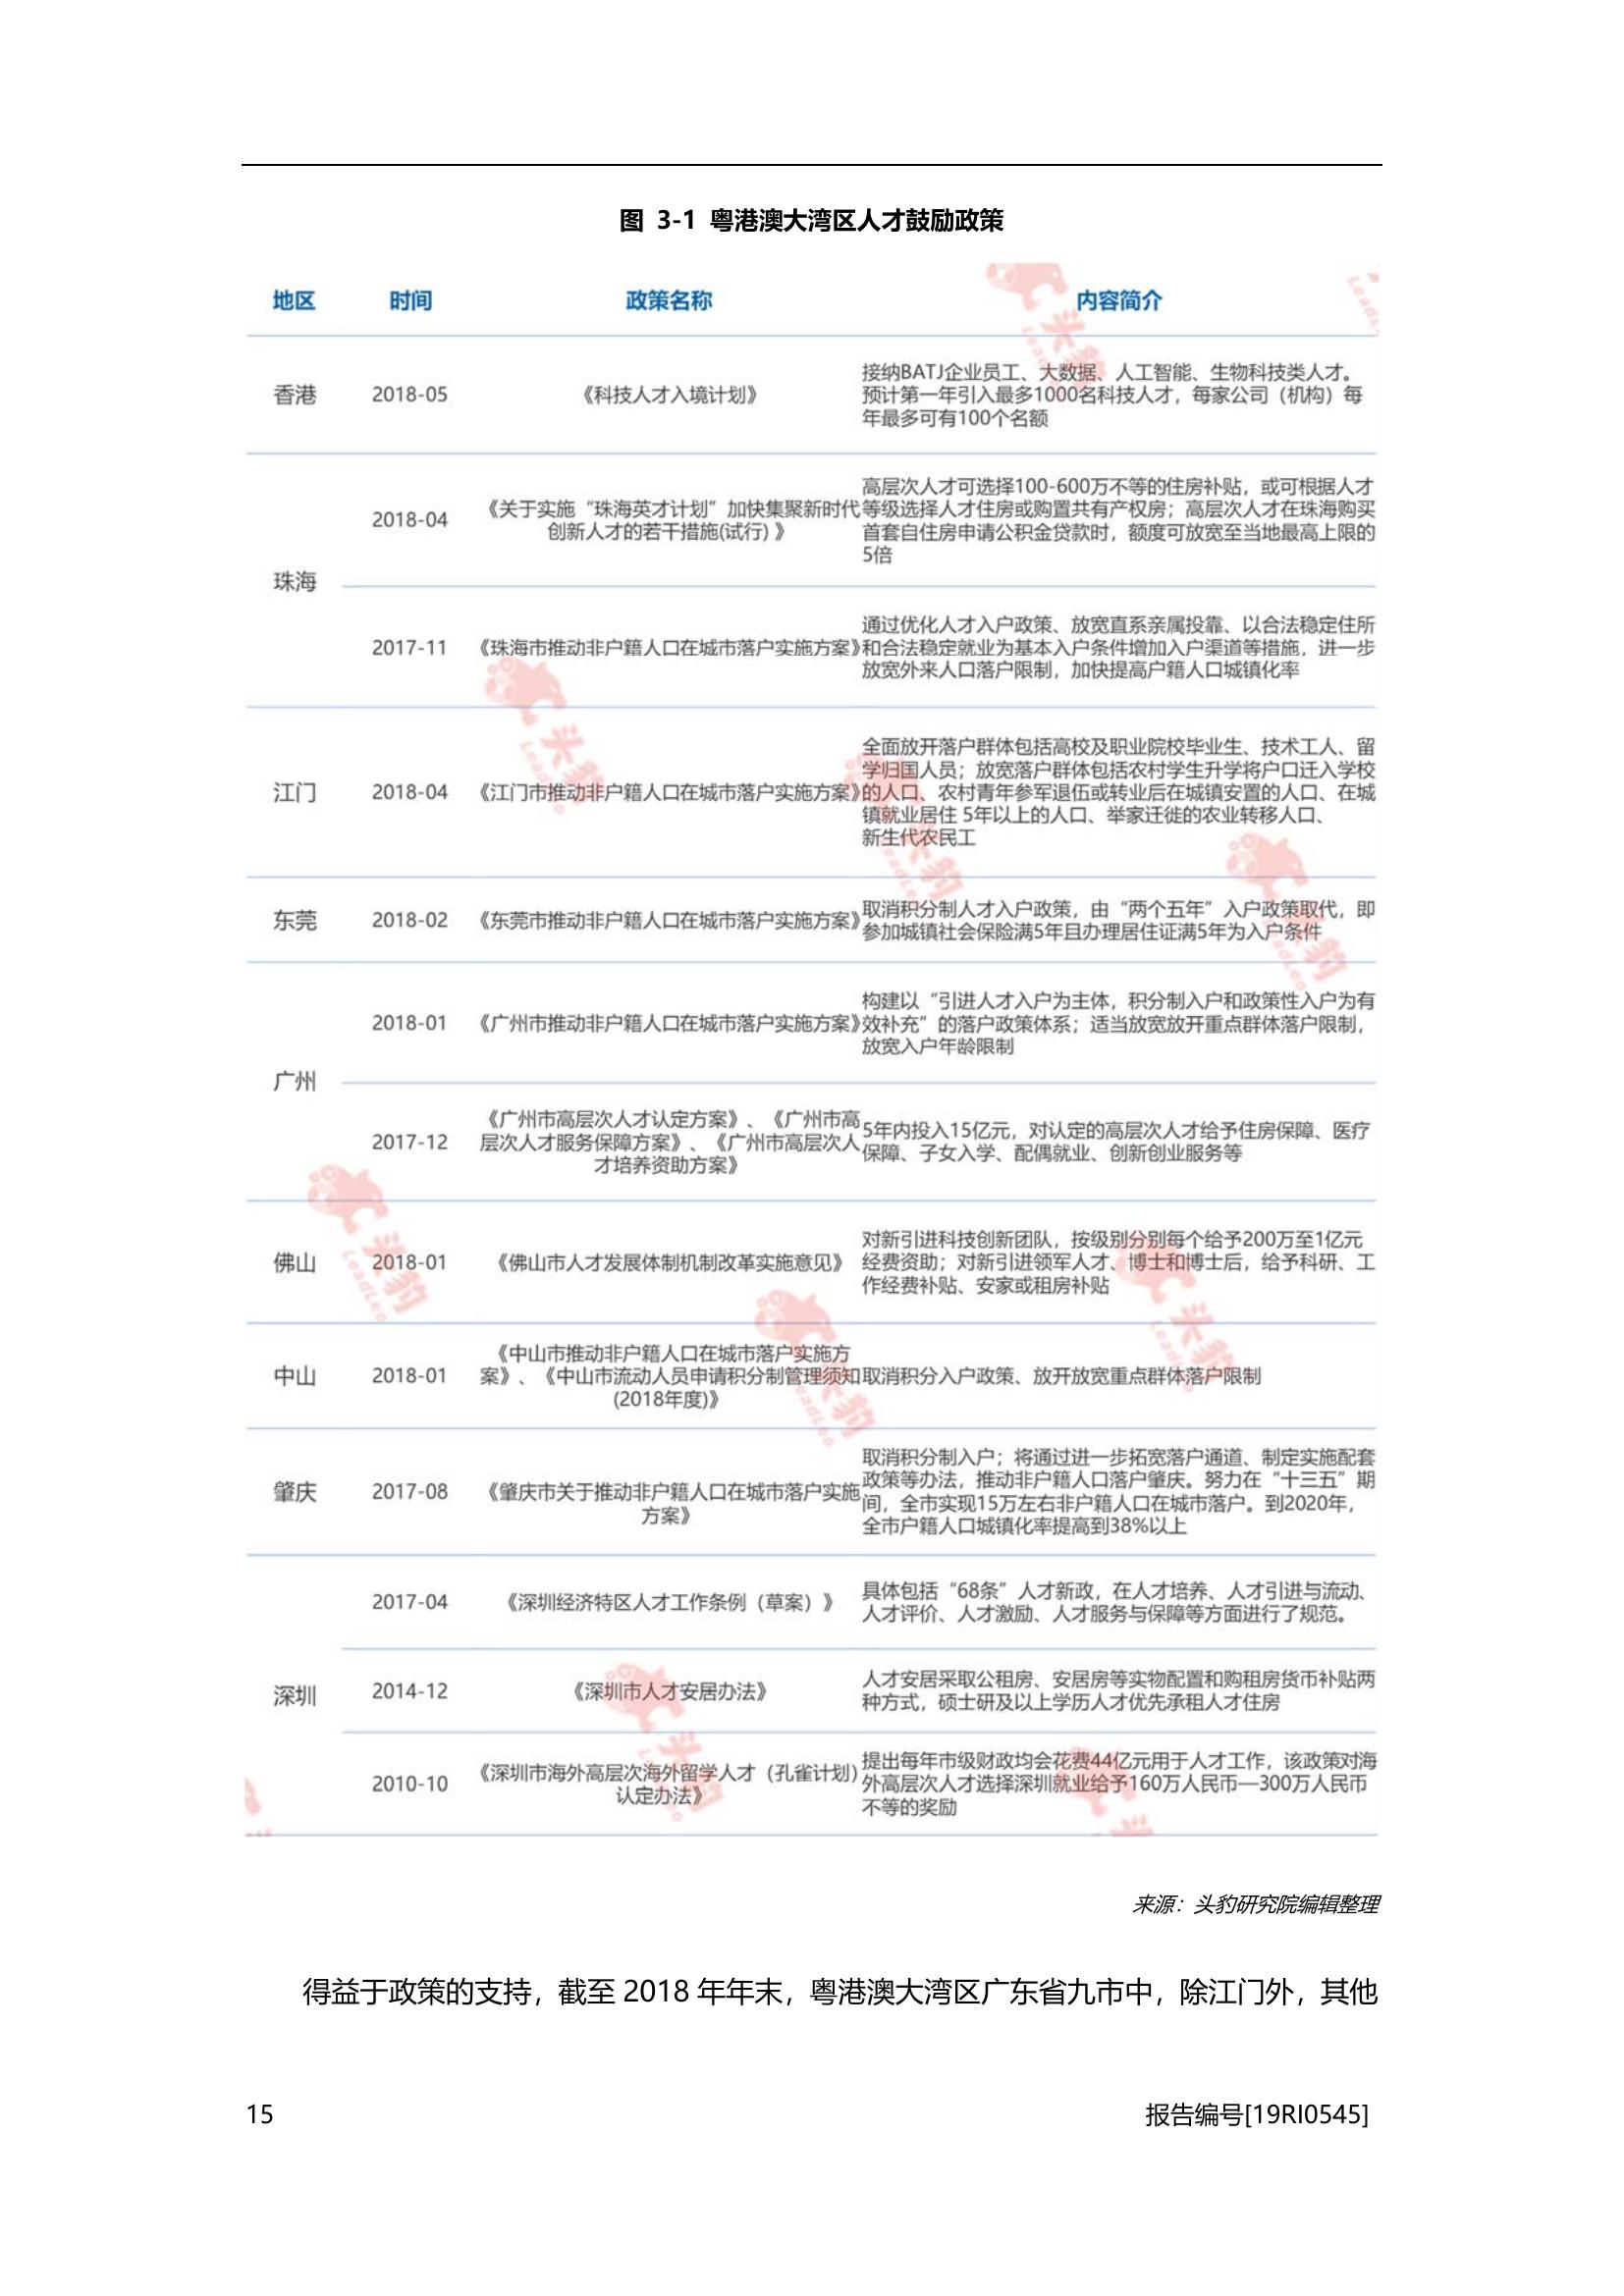 图 3-1 粤港澳大湾区人才鼓励政策
地区 时间 政策名称 内容简介
香港 2018-05 《科技人才入境计划》
接纳BATJ企业员工、大数据、人工智能、生物科技类人才。
预计第一年引入最多1000名科技人才，每家公司（机构）每
年最多可有100个名额
珠海
2018-04
《关于实施“珠海英才计划”加快集聚新时代
创新人才的若干措施(试行) 》
高层次人才可选择100-600万不等的住房补贴，或可根据人才
等级选择人才住房或购置共有产权房；高层次人才在珠海购买
首套自住房申请公积金贷款时，额度可放宽至当地最高上限的
5倍
2017-11
《珠海市推动非户籍人口在城市落户实施方案》
通过优化人才入户政策、放宽直系亲属投靠、以合法稳定住所
和合法稳定就业为基本入户条件增加入户渠道等措施，进一步
放宽外来人口落户限制，加快提高户籍人口城镇化率
江门 2018-04 《江门市推动非户籍人口在城市落户实施方案》
全面放开落户群体包括高校及职业院校毕业生、技术工人、留
学归国人员；放宽落户群体包括农村学生升学将户口迁入学校
的人口、农村青年参军退伍或转业后在城镇安置的人口、在城
镇就业居住 5年以上的人口、举家迁徙的农业转移人口、
新生代农民工
东莞 2018-02 《东莞市推动非户籍人口在城市落户实施方案》
取消积分制人才入户政策，由“两个五年”入户政策取代，即
参加城镇社会保险满5年且办理居住证满5年为入户条件
广州
2018-01
《广州市推动非户籍人口在城市落户实施方案》
构建以“引进人才入户为主体，积分制入户和政策性入户为有
效补充”的落户政策体系；适当放宽放开重点群体落户限制，
放宽入户年龄限制
2017-12
《广州市高层次人才认定方案》、《广州市高
层次人才服务保障方案》、《广州市高层次人
才培养资助方案》
5年内投入15亿元，对认定的高层次人才给予住房保障、医疗
保障、子女入学、配偶就业、创新创业服务等
佛山 2018-01 《佛山市人才发展体制机制改革实施意见》
对新引进科技创新团队，按级别分别每个给予200万至1亿元
经费资助；对新引进领军人才、博士和博士后，给予科研、工
作经费补贴、安家或租房补贴
中山 2018-01
《中山市推动非户籍人口在城市落户实施方
案》、《中山市流动人员申请积分制管理须知
(2018年度)》
取消积分入户政策、放开放宽重点群体落户限制
肇庆 2017-08
《肇庆市关于推动非户籍人口在城市落户实施
方案》
取消积分制入户；将通过进一步拓宽落户通道、制定实施配套
政策等办法，推动非户籍人口落户肇庆。努力在“十三五”期
间，全市实现15万左右非户籍人口在城市落户。到2020年，
全市户籍人口城镇化率提高到38%以上
深圳
2017-04
《深圳经济特区人才工作条例（草案）》
具体包括“68条”人才新政，在人才培养、人才引进与流动、
人才评价、人才激励、人才服务与保障等方面进行了规范。
2014-12
《深圳市人才安居办法》
人才安居采取公租房、安居房等实物配置和购租房货币补贴两
种方式，硕士研及以上学历人才优先承租人才住房
2010-10
《深圳市海外高层次海外留学人才（孔雀计划）
认定办法》
提出每年市级财政均会花费44亿元用于人才工作，该政策对海
外高层次人才选择深圳就业给予160万人民币—300万人民币
不等的奖励
来源：头豹研究院编辑整理
得益于政策的支持，截至 2018 年年末，粤港澳大湾区广东省九市中，除江门外，其他
15 报告编号[19RI0545]
头豹
LeadLeo